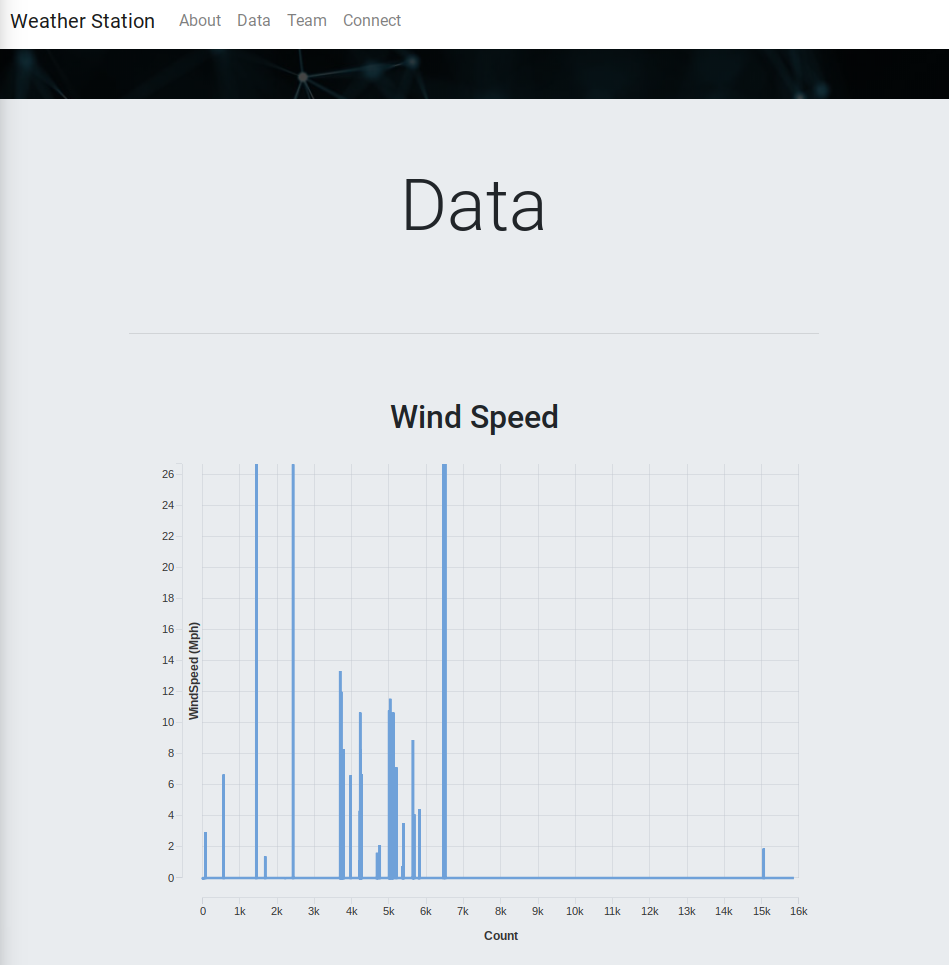 Weather Station About Data Team Connect
Data
Wind Speed
26
24
22
20
18
16
14
12
10
8
6
4
2
0
WindSpeed (Mph)
0 1k 2k 3k 4k 5k 6k 7k 8k 9k 10k 11k 12k 13k 14k 15k 16k
Count